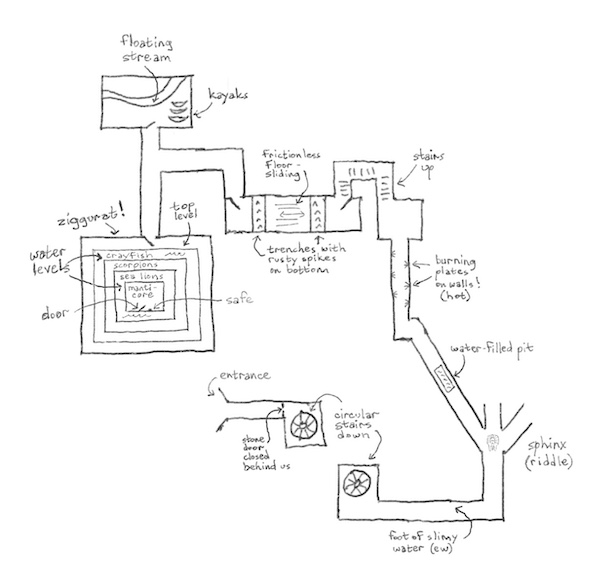 floating
stream
kayaks
frictionless
floor -
sliding
stairs
up
ziggurat!
top
level
water
levels
crayfish
scorpions
sea lions
manti-
core
door
safe
trenches with
rusty spikes
on bottom
burning
plates
on walls!
(hot)
water-filled pit
entrance
circular
stairs
down
stone
door
closed
behind us
sphinx
(riddle)
foot of slimy
water (ew)